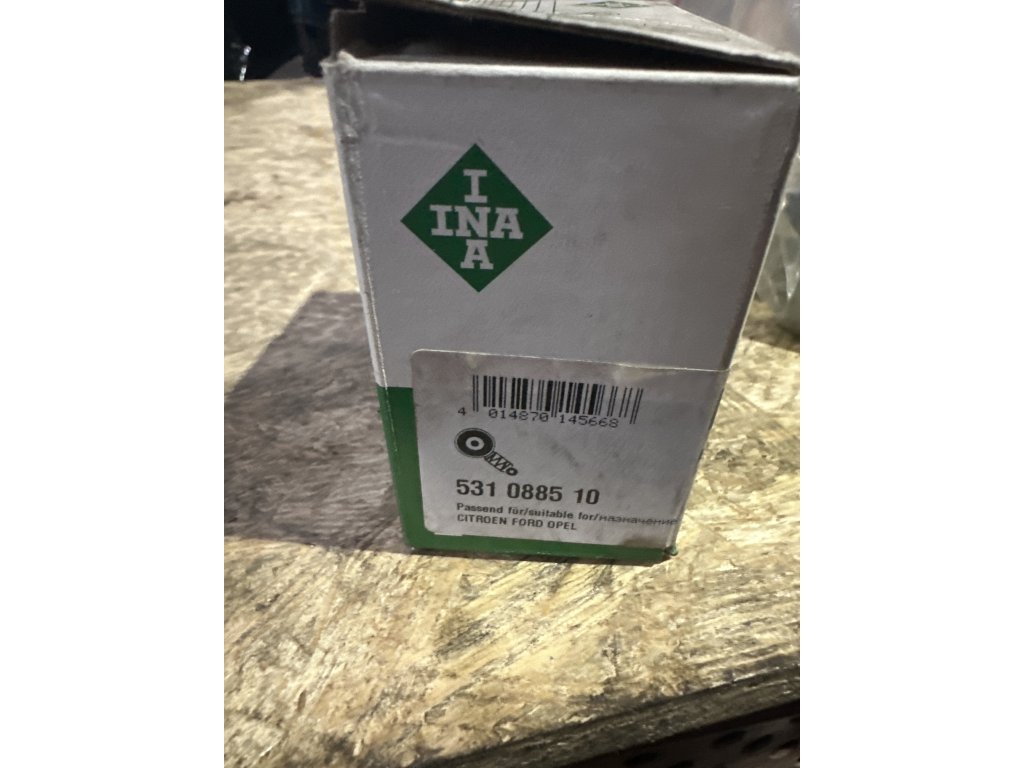 I
INA
A
4 014870 145668
531 0885 10
Passend für/suitable for/назначение
CITROEN FORD OPEL